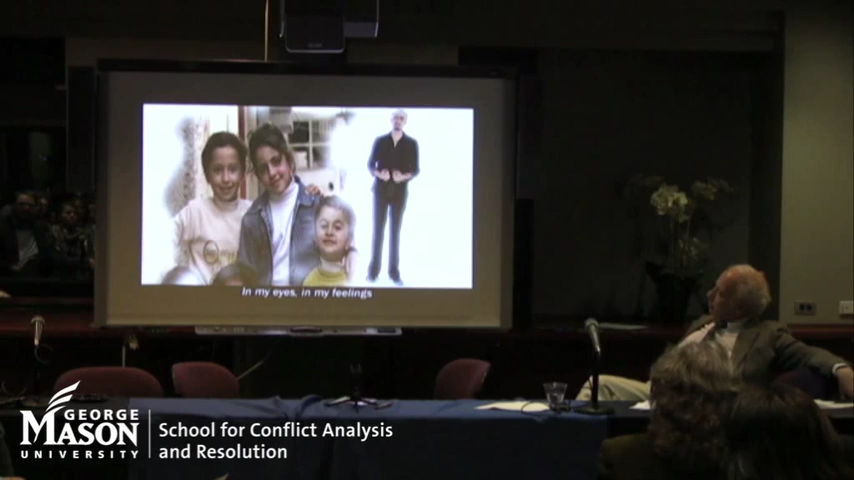 In my eyes, in my feelings
GEORGE
MASON
UNIVERSITY
School for Conflict Analysis
and Resolution